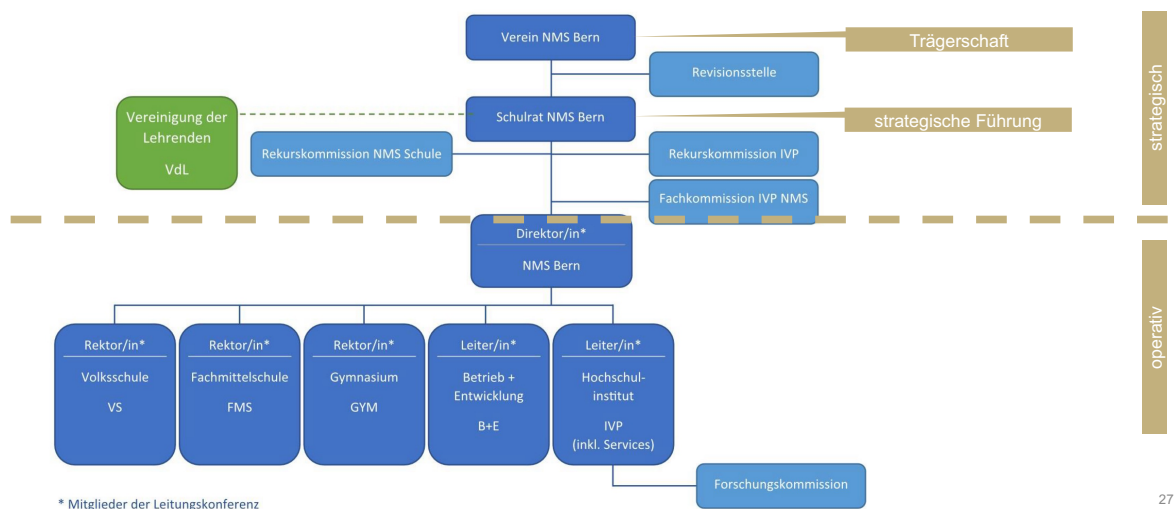 Verein NMS Bern
Trägerschaft
Revisionsstelle
strategisch
Vereinigung der
Lehrenden
VdL
Schulrat NMS Bern
strategische Führung
Rekurskommission NMS Schule
Rekurskommission IVP
Fachkommission IVP NMS
Direktor/in*
NMS Bern
operativ
Rektor/in*
Volksschule
VS
Rektor/in*
Fachmittelschule
FMS
Rektor/in*
Gymnasium
GYM
Leiter/in*
Betrieb +
Entwicklung
B+E
Leiter/in*
Hochschul-
institut
IVP
(inkl. Services)
Forschungskommission
* Mitglieder der Leitungskonferenz
27